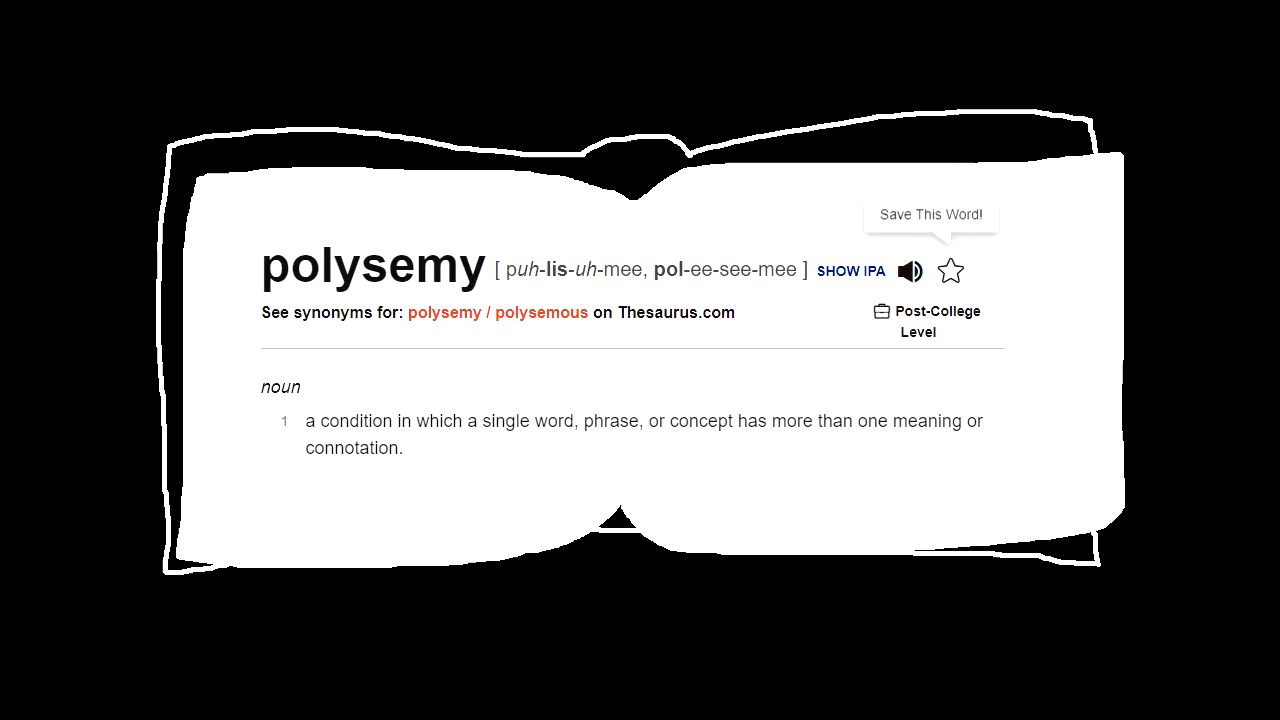 Save This Word!
polysemy [ puh-lis-uh-mee, pol-ee-see-mee ] SHOW IPA
See synonyms for: polysemy / polysemous on Thesaurus.com
Post-College
Level
noun
1 a condition in which a single word, phrase, or concept has more than one meaning or
connotation.